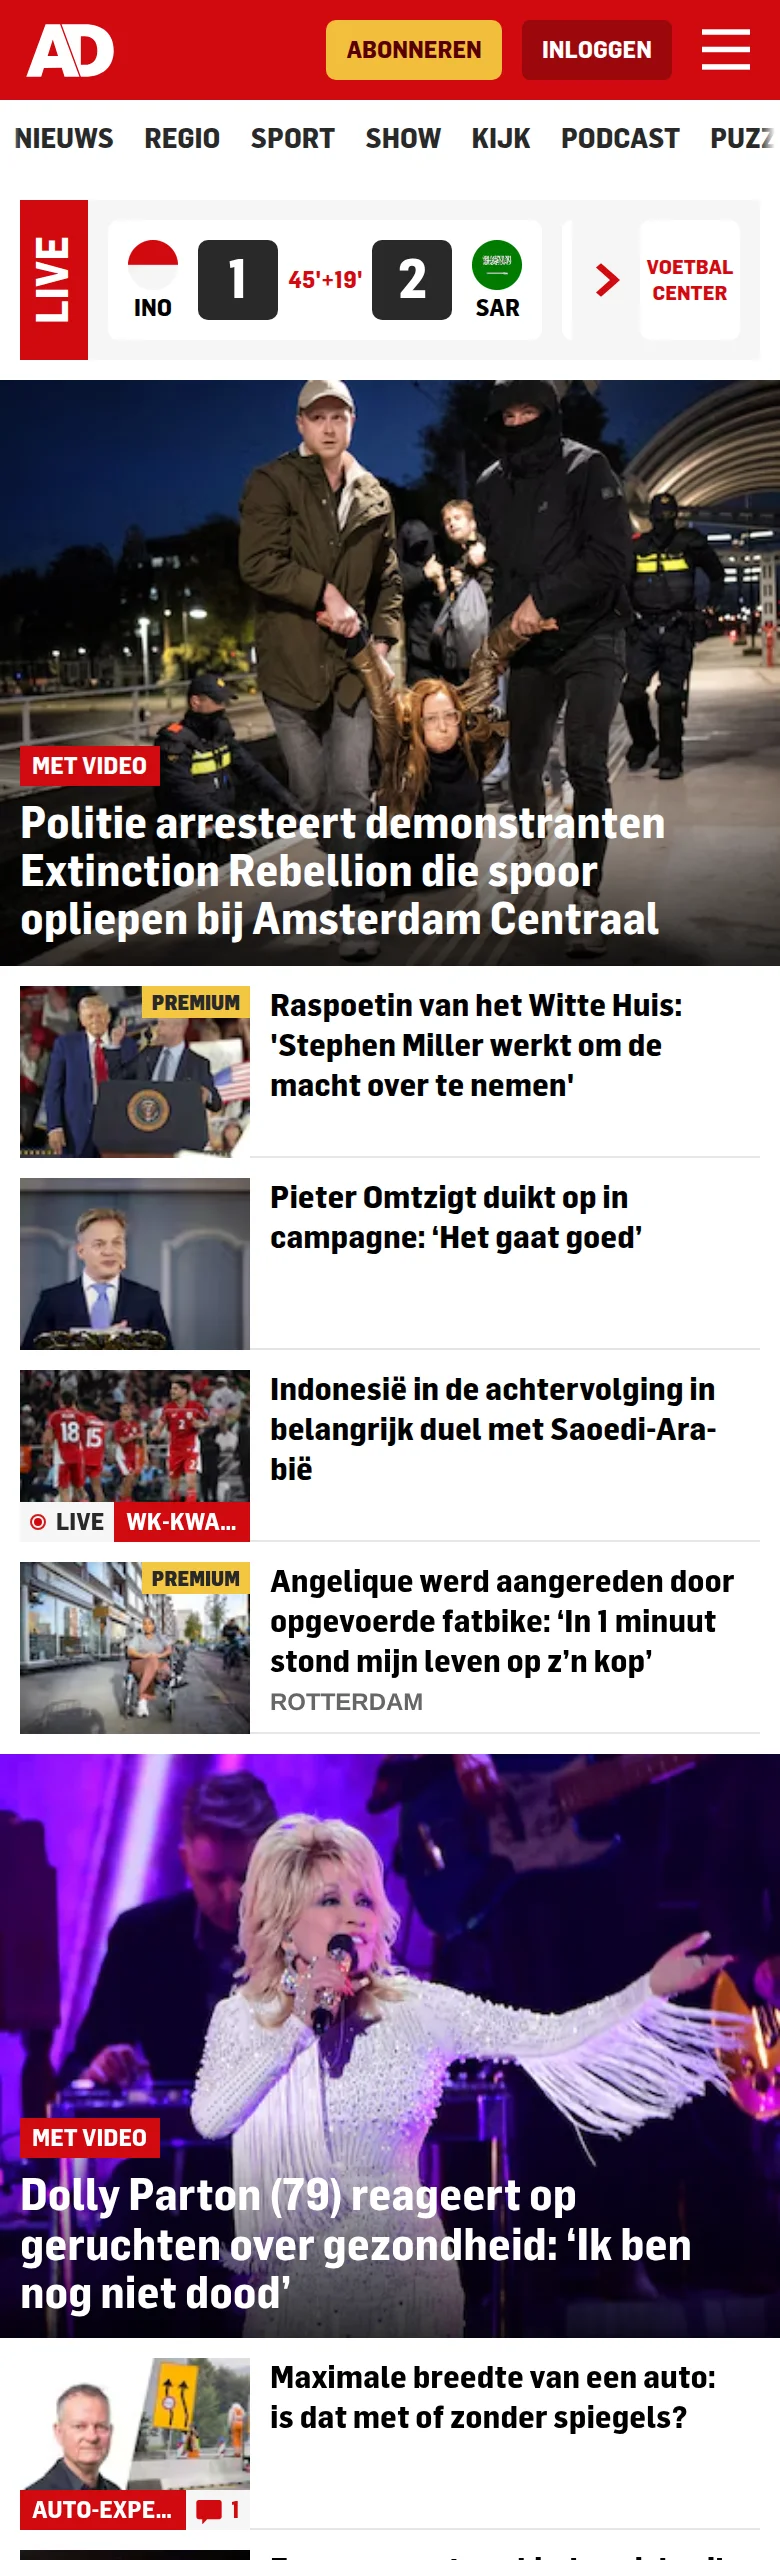 AD
ABONNEREN
INLOGGEN
NIEUWS REGIO SPORT SHOW KIJK PODCAST PUZZ
LIVE
INO
1
45'+19'
2
SAR
VOETBAL
CENTER
MET VIDEO
Politie arresteert demonstranten
Extinction Rebellion die spoor
opliepen bij Amsterdam Centraal
PREMIUM
Raspoetin van het Witte Huis:
'Stephen Miller werkt om de
macht over te nemen'
Pieter Omtzigt duikt op in
campagne: ‘Het gaat goed’
18
15
2
Indonesië in de achtervolging in
belangrijk duel met Saoedi-Ara-
bië
LIVE
WK-KWA...
PREMIUM
Angelique werd aangereden door
opgevoerde fatbike: ‘In 1 minuut
stond mijn leven op z’n kop’
ROTTERDAM
MET VIDEO
Dolly Parton (79) reageert op
geruchten over gezondheid: ‘Ik ben
nog niet dood’
Maximale breedte van een auto:
is dat met of zonder spiegels?
AUTO-EXPE...
1